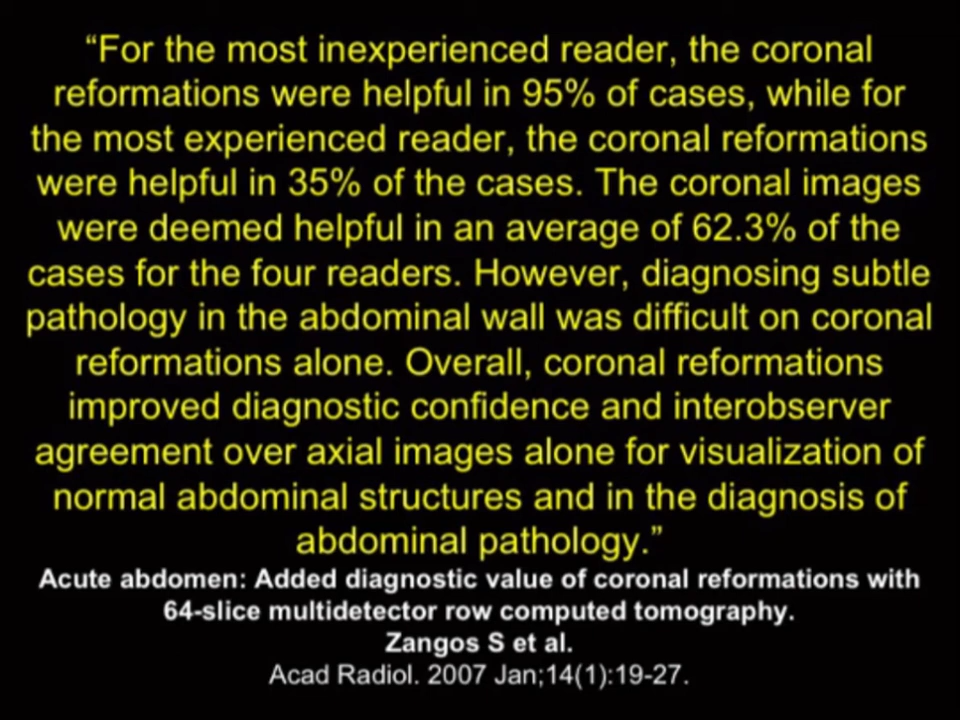 “For the most inexperienced reader, the coronal
reformations were helpful in 95% of cases, while for
the most experienced reader, the coronal reformations
were helpful in 35% of the cases. The coronal images
were deemed helpful in an average of 62.3% of the
cases for the four readers. However, diagnosing subtle
pathology in the abdominal wall was difficult on coronal
reformations alone. Overall, coronal reformations
improved diagnostic confidence and interobserver
agreement over axial images alone for visualization of
normal abdominal structures and in the diagnosis of
abdominal pathology.”
Acute abdomen: Added diagnostic value of coronal reformations with
64-slice multidetector row computed tomography.
Zangos S et al.
Acad Radiol. 2007 Jan;14(1):19-27.